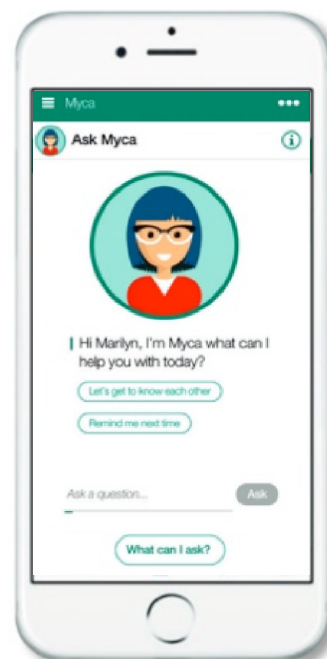 Myca
Ask Myca
Hi Marilyn, I'm Myca what can I
help you with today?
Let's get to know each other
Remind me next time
Ask a question...
Ask
What can I ask?